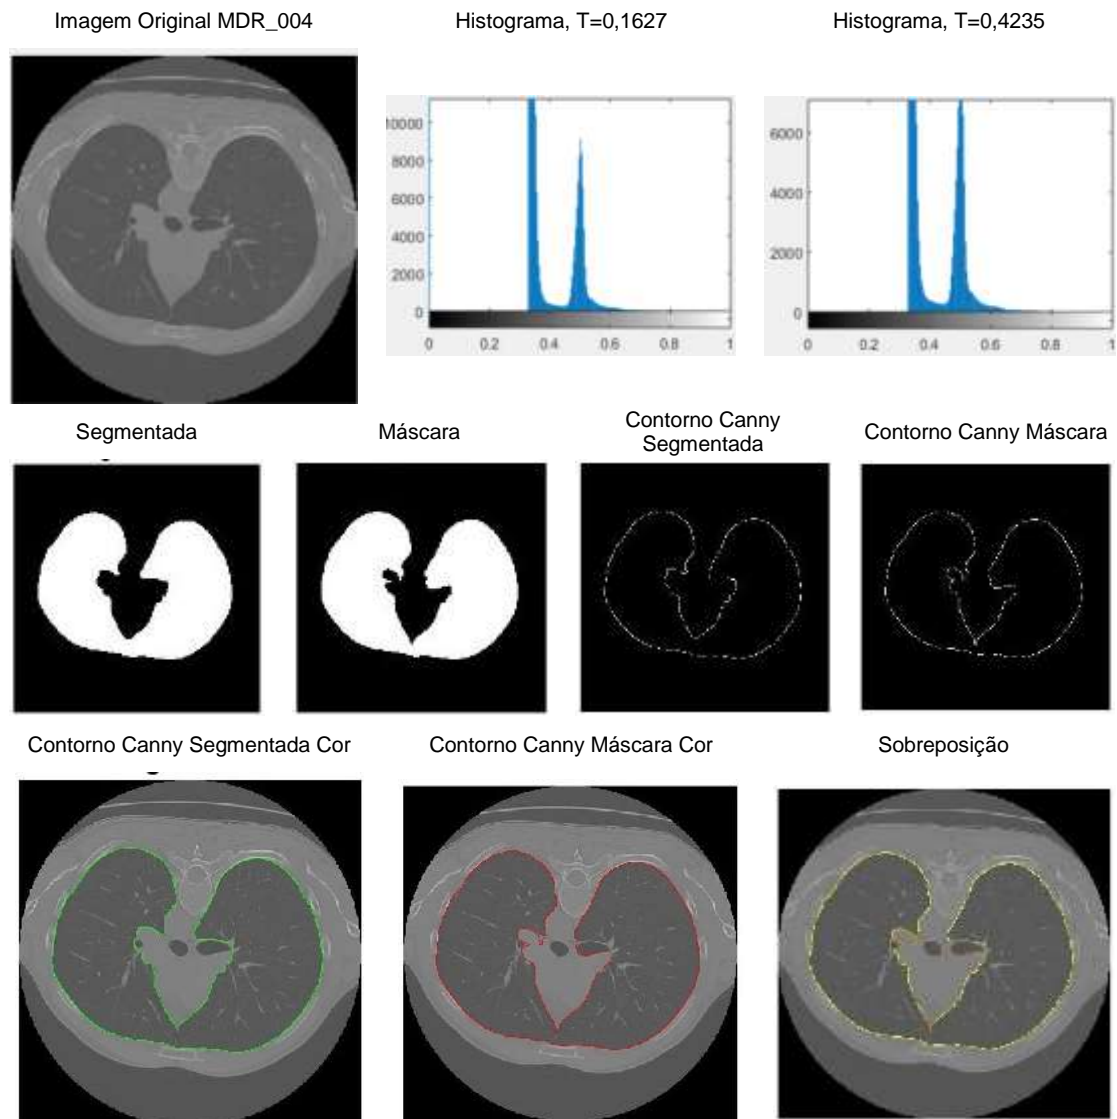 Imagem Original MDR_004
Histograma, T=0,1627
Histograma, T=0,4235
10000
8000
6000
4000
2000
0
0 0.2 0.4 0.6 0.8 1
6000
4000
2000
0
0 0.2 0.4 0.6 0.8 1
Segmentada
Máscara
Contorno Canny
Segmentada
Contorno Canny Máscara
Contorno Canny Segmentada Cor
Contorno Canny Máscara Cor
Sobreposição